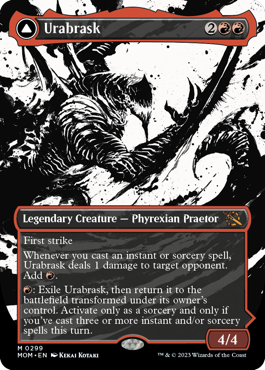 Urabrask 2
Legendary Creature — Phyrexian Praetor
First strike
Whenever you cast an instant or sorcery spell,
Urabrask deals 1 damage to target opponent.
Add .
: Exile Urabrask, then return it to the
battlefield transformed under its owner's
control. Activate only as a sorcery and only if
you've cast three or more instant and/or sorcery
spells this turn.
4/4
M 0299
MOM • EN KEKAI KOTAKI
™ & © 2023 Wizards of the Coast